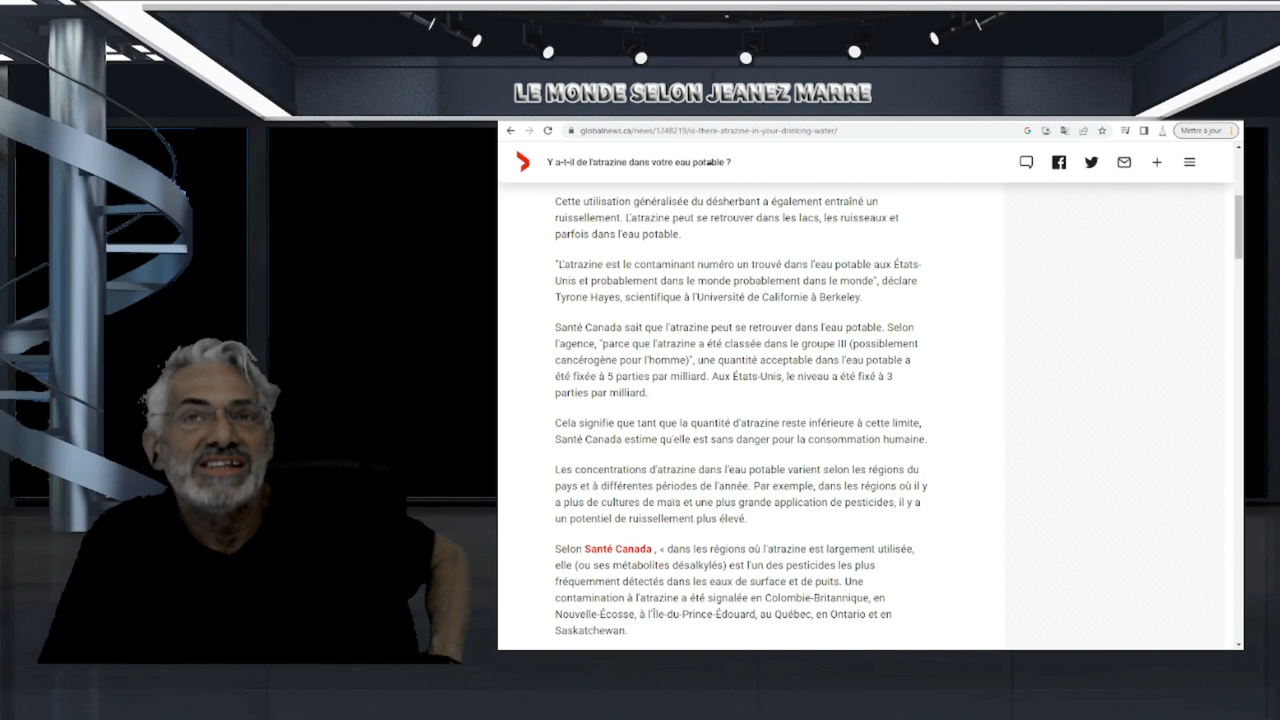 LE MONDE SELON JEANEZ MARRE
globalnews.ca/news/1248219/is-there-atrazine-in-your-drinking-water/
Mettre à jour
Y a-t-il de l'atrazine dans votre eau potable ?
Cette utilisation généralisée du désherbant a également entraîné un
ruissellement. L'atrazine peut se retrouver dans les lacs, les ruisseaux et
parfois dans l'eau potable.
"L'atrazine est le contaminant numéro un trouvé dans l'eau potable aux États-
Unis et probablement dans le monde probablement dans le monde", déclare
Tyrone Hayes, scientifique à l'Université de Californie à Berkeley.
Santé Canada sait que l'atrazine peut se retrouver dans l'eau potable. Selon
l'agence, "parce que l'atrazine a été classée dans le groupe III (possiblement
cancérogène pour l'homme)", une quantité acceptable dans l'eau potable a
été fixée à 5 parties par milliard. Aux États-Unis, le niveau a été fixé à 3
parties par milliard.
Cela signifie que tant que la quantité d'atrazine reste inférieure à cette limite,
Santé Canada estime qu'elle est sans danger pour la consommation humaine.
Les concentrations d'atrazine dans l'eau potable varient selon les régions du
pays et à différentes périodes de l'année. Par exemple, dans les régions où il y
a plus de cultures de maïs et une plus grande application de pesticides, il y a
un potentiel de ruissellement plus élevé.
Selon Santé Canada , « dans les régions où l'atrazine est largement utilisée,
elle (ou ses métabolites désalkylés) est l'un des pesticides les plus
fréquemment détectés dans les eaux de surface et de puits. Une
contamination à l'atrazine a été signalée en Colombie-Britannique, en
Nouvelle-Écosse, à l'Île-du-Prince-Édouard, au Québec, en Ontario et en
Saskatchewan.